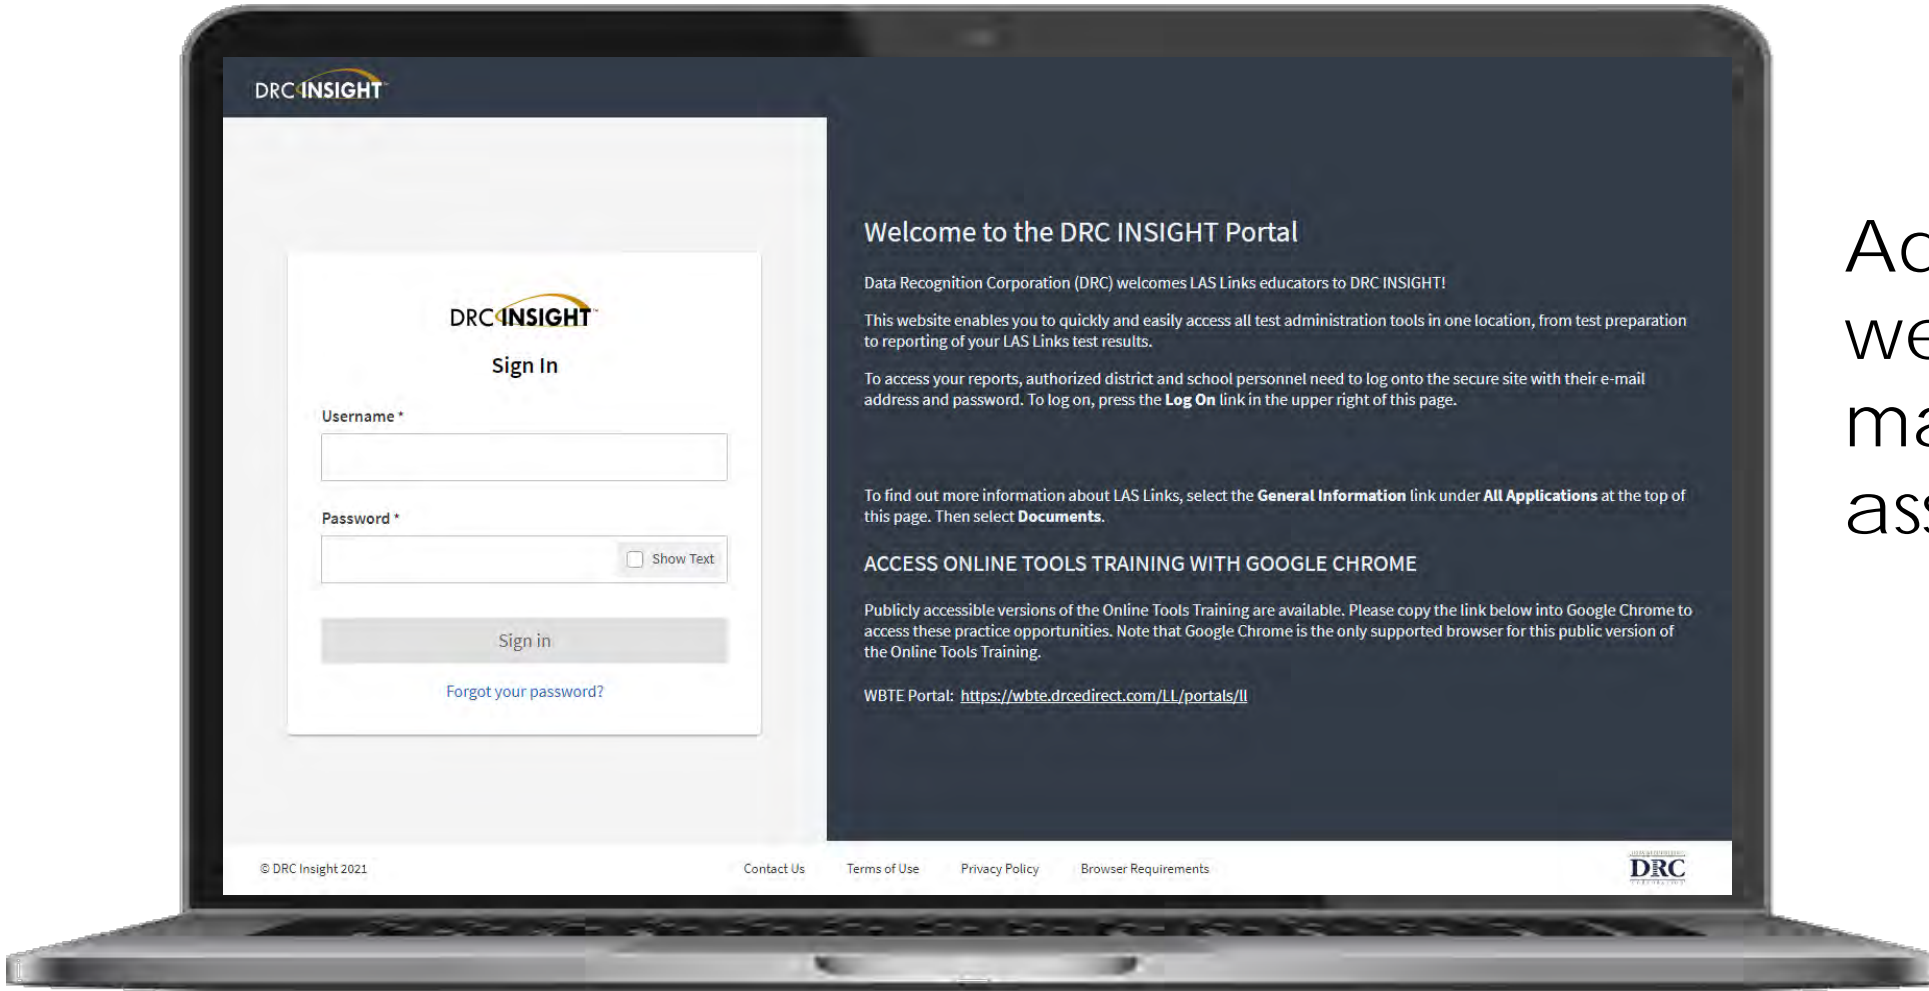 DRC INSIGHT
DRC INSIGHT™
Sign In
Username *
Password *
Show Text
Sign in
Forgot your password?
Welcome to the DRC INSIGHT Portal
Data Recognition Corporation (DRC) welcomes LAS Links educators to DRC INSIGHT!
This website enables you to quickly and easily access all test administration tools in one location, from test preparation
to reporting of your LAS Links test results.
To access your reports, authorized district and school personnel need to log onto the secure site with their e-mail
address and password. To log on, press the Log On link in the upper right of this page.
To find out more information about LAS Links, select the General Information link under All Applications at the top of
this page. Then select Documents.
ACCESS ONLINE TOOLS TRAINING WITH GOOGLE CHROME
Publicly accessible versions of the Online Tools Training are available. Please copy the link below into Google Chrome to
access these practice opportunities. Note that Google Chrome is the only supported browser for this public version of
the Online Tools Training.
WBTE Portal: https://wbte.drcedirect.com/LL/portals/ll
© DRC Insight 2021
Contact Us
Terms of Use
Privacy Policy
Browser Requirements
DRC